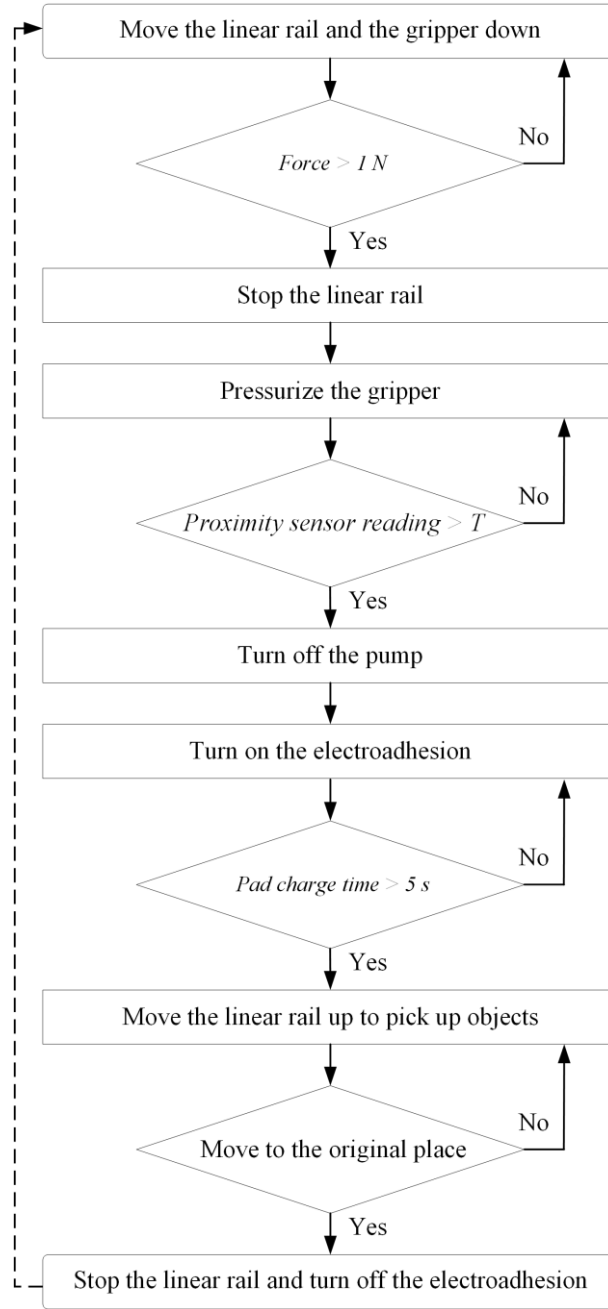 Move the linear rail and the gripper down
No
Force > 1 N
Yes
Stop the linear rail
Pressurize the gripper
No
Proximity sensor reading > T
Yes
Turn off the pump
Turn on the electroadhesion
No
Pad charge time > 5 s
Yes
Move the linear rail up to pick up objects
No
Move to the original place
Yes
Stop the linear rail and turn off the electroadhesion